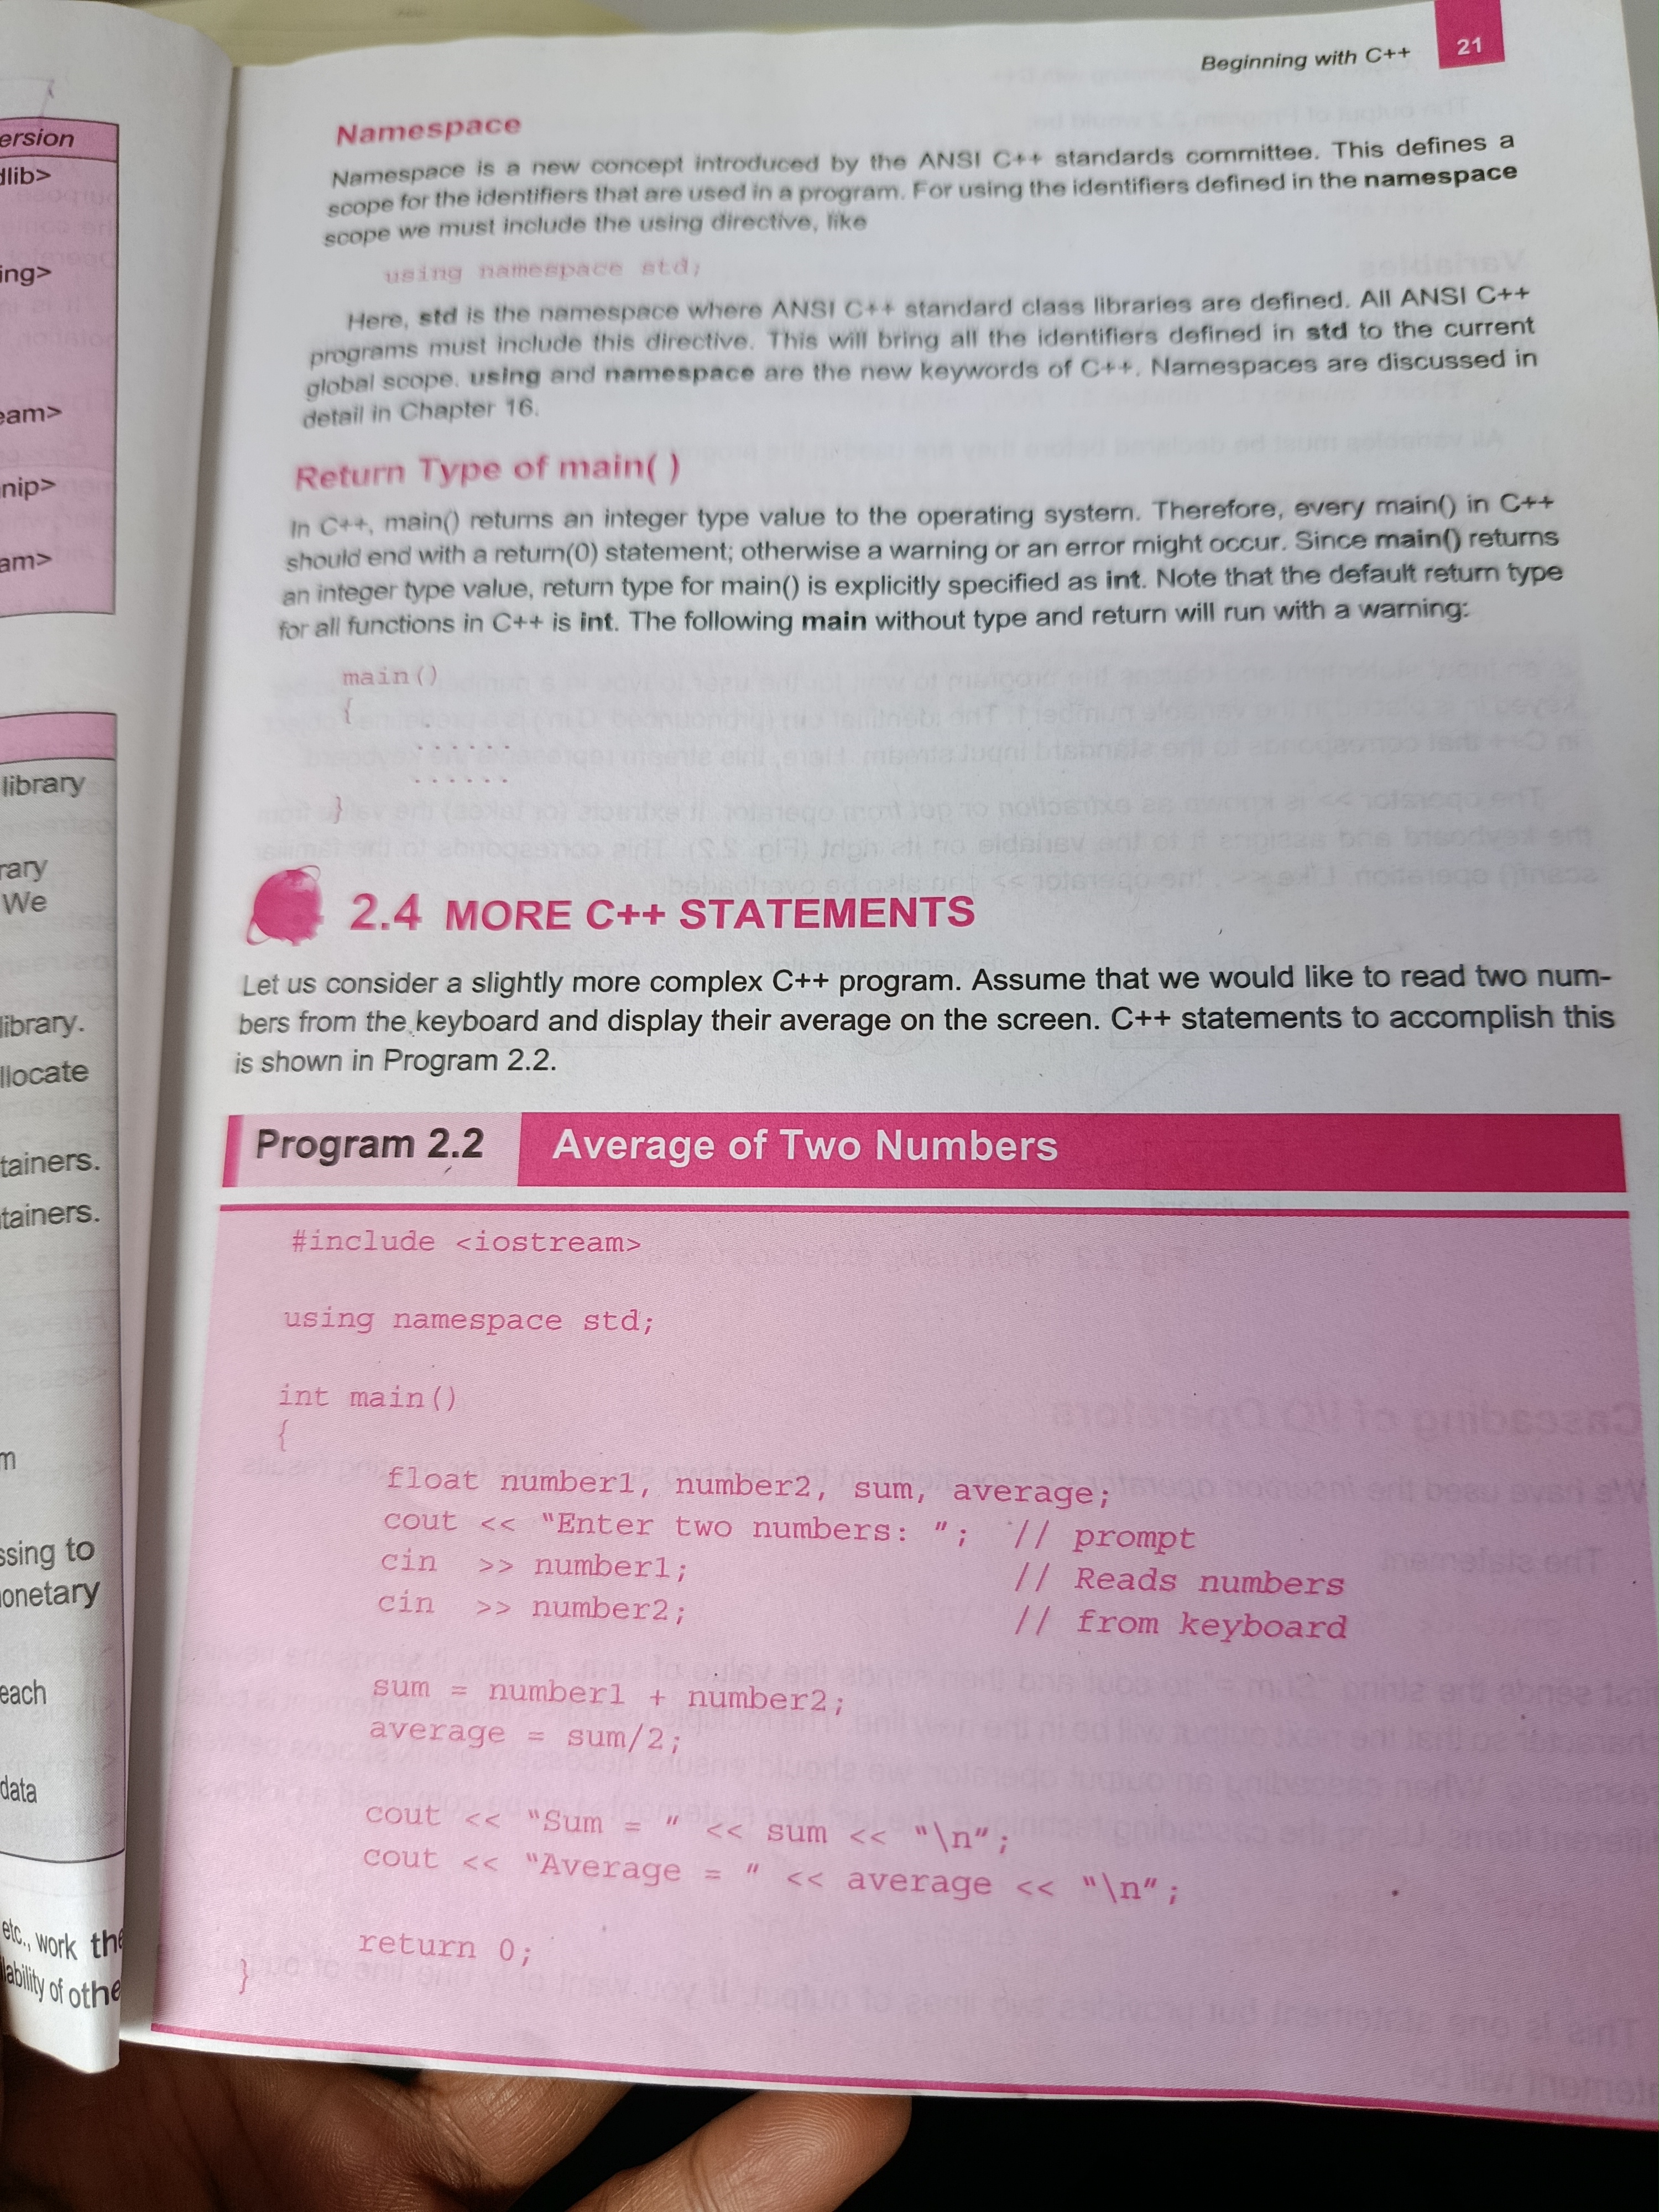 ersion
dlib>
ing>
eam>
nip>
am>
library
rary
We
library.
llocate
tainers.
tainers.
m
ssing to
onetary
each
data
etc., work the
lability of othe
Beginning with C++ 21
Namespace
Namespace is a new concept introduced by the ANSI C++ standards committee. This defines a
scope for the identifiers that are used in a program. For using the identifiers defined in the namespace
scope we must include the using directive, like
using namespace std;
Here, std is the namespace where ANSI C++ standard class libraries are defined. All ANSI C++
programs must include this directive. This will bring all the identifiers defined in std to the current
global scope. using and namespace are the new keywords of C++. Namespaces are discussed in
detail in Chapter 16.
Return Type of main( )
In C++, main() returns an integer type value to the operating system. Therefore, every main() in C++
should end with a return(0) statement; otherwise a warning or an error might occur. Since main() returns
an integer type value, return type for main() is explicitly specified as int. Note that the default return type
for all functions in C++ is int. The following main without type and return will run with a warning:
main()
{
......
......
}
2.4 MORE C++ STATEMENTS
Let us consider a slightly more complex C++ program. Assume that we would like to read two num-
bers from the keyboard and display their average on the screen. C++ statements to accomplish this
is shown in Program 2.2.
Program 2.2 Average of Two Numbers
#include <iostream>
using namespace std;
int main()
{
float number1, number2, sum, average;
cout << "Enter two numbers: "; // prompt
cin >> number1; // Reads numbers
cin >> number2; // from keyboard
sum = number1 + number2;
average = sum/2;
cout << "Sum = " << sum << "\n";
cout << "Average = " << average << "\n";
return 0;
}